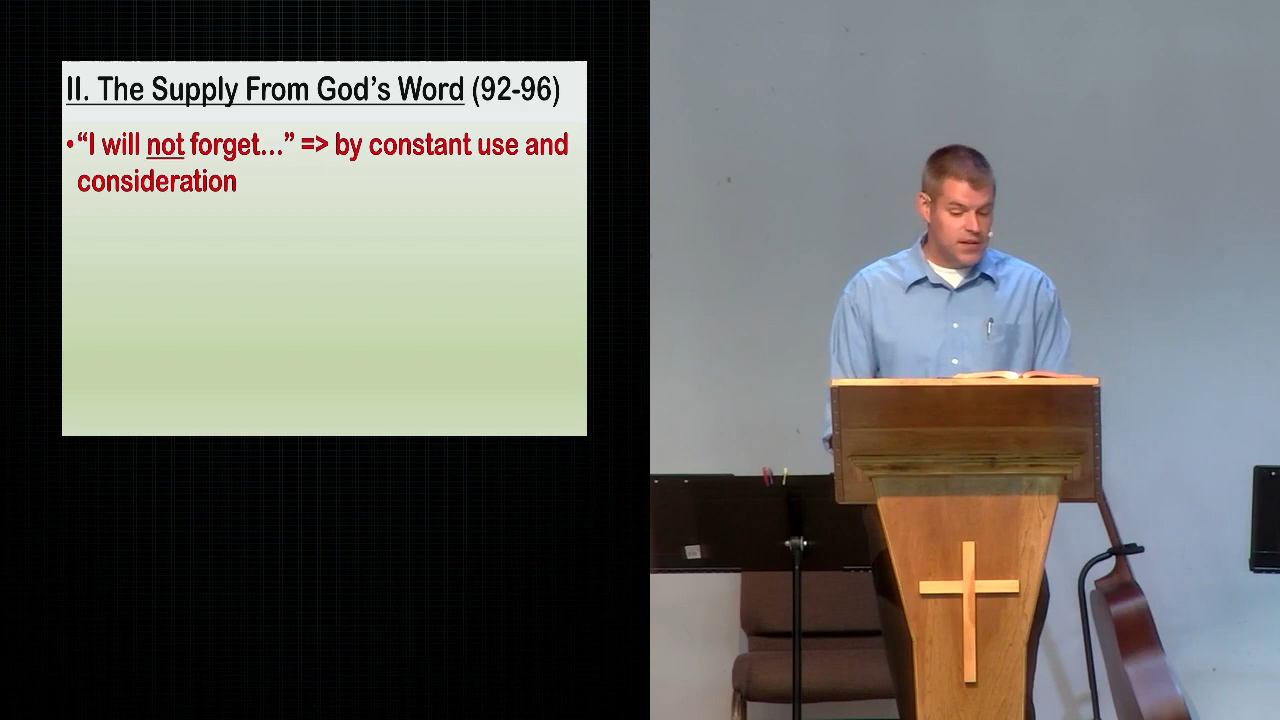 II. The Supply From God’s Word (92-96)
•“I will not forget…” => by constant use and
consideration